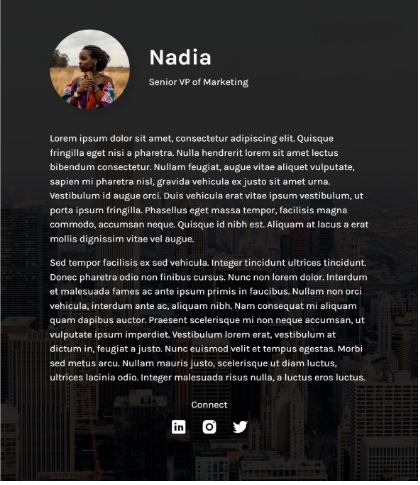 Nadia
Senior VP of Marketing
Lorem ipsum dolor sit amet, consectetur adipiscing elit. Quisque
fringilla eget nisi a pharetra. Nulla hendrerit lorem sit amet lectus
bibendum consectetur. Nullam feugiat, augue vitae aliquet vulputate,
sapien mi pharetra nisl, gravida vehicula ex justo sit amet urna.
Vestibulum id augue orci. Duis vehicula erat vitae ipsum vestibulum, ut
porta ipsum fringilla. Phasellus eget massa tempor, facilisis magna
commodo, accumsan neque. Quisque id nibh est. Aliquam at lacus a erat
mollis dignissim vitae vel augue.
Sed tempor facilisis ex sed vehicula. Integer tincidunt ultrices tincidunt.
Donec pharetra odio non finibus cursus. Nunc non lorem dolor. Interdum
et malesuada fames ac ante ipsum primis in faucibus. Nullam non orci
vehicula, interdum ante ac, aliquam nibh. Nam consequat mi aliquam
quam dapibus auctor. Praesent scelerisque mi non neque accumsan, ut
vulputate ipsum imperdiet. Vestibulum lorem erat, vestibulum at
dictum in, feugiat a justo. Nunc euismod velit et tempus egestas. Morbi
sed metus arcu. Nullam mauris justo, scelerisque ut diam luctus,
ultrices lacinia odio. Integer malesuada risus nulla, a luctus eros luctus.
Connect
in